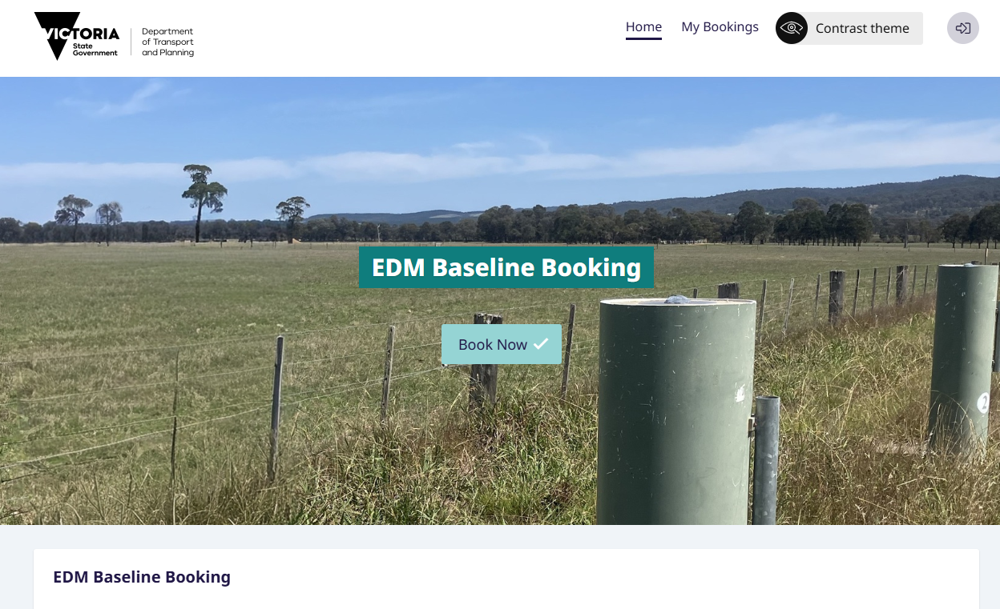 VICTORIA
State
Government
Department
of Transport
and Planning
Home
My Bookings
Contrast theme
EDM Baseline Booking
Book Now
2
EDM Baseline Booking